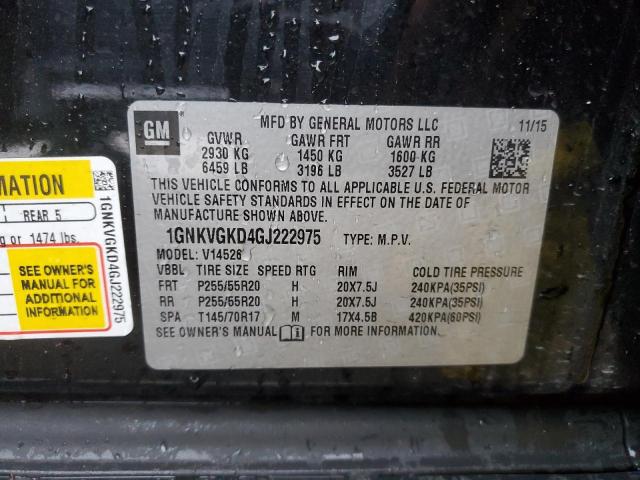 GM
MFD BY GENERAL MOTORS LLC
11/15
GVWR GAWR FRT GAWR RR
2930 KG 1450 KG 1600 KG
6459 LB 3196 LB 3527 LB
THIS VEHICLE CONFORMS TO ALL APPLICABLE U.S. FEDERAL MOTOR
VEHICLE SAFETY STANDARDS IN EFFECT ON THE DATE OF
MANUFACTURE SHOWN ABOVE.
1GNKVGKD4GJ222975 TYPE: M.P.V.
MODEL: V14526
VBBL TIRE SIZE SPEED RTG RIM COLD TIRE PRESSURE
FRT P255/55R20 H 20X7.5J 240KPA(35PSI)
RR P255/55R20 H 20X7.5J 240KPA(35PSI)
SPA T145/70R17 M 17X4.5B 420KPA(60PSI)
SEE OWNER'S MANUAL FOR MORE INFORMATION.
MATION
REAR 5
or 1474 lbs.
SEE OWNER'S
MANUAL FOR
ADDITIONAL
INFORMATION
1GNKVGKD4GJ222975